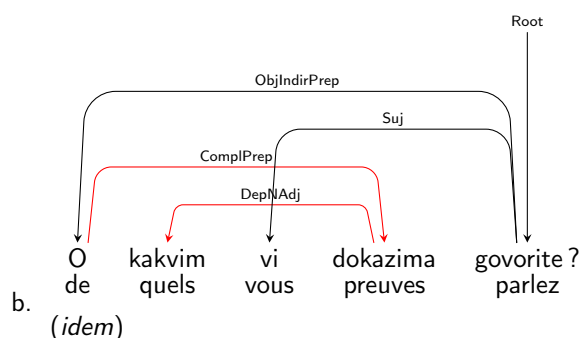 Root
ObjIndirPrep
Suj
ComplPrep
DepNAdj
O kakvim vi dokazima govorite ?
de quels vous preuves parlez
b.
(idem)